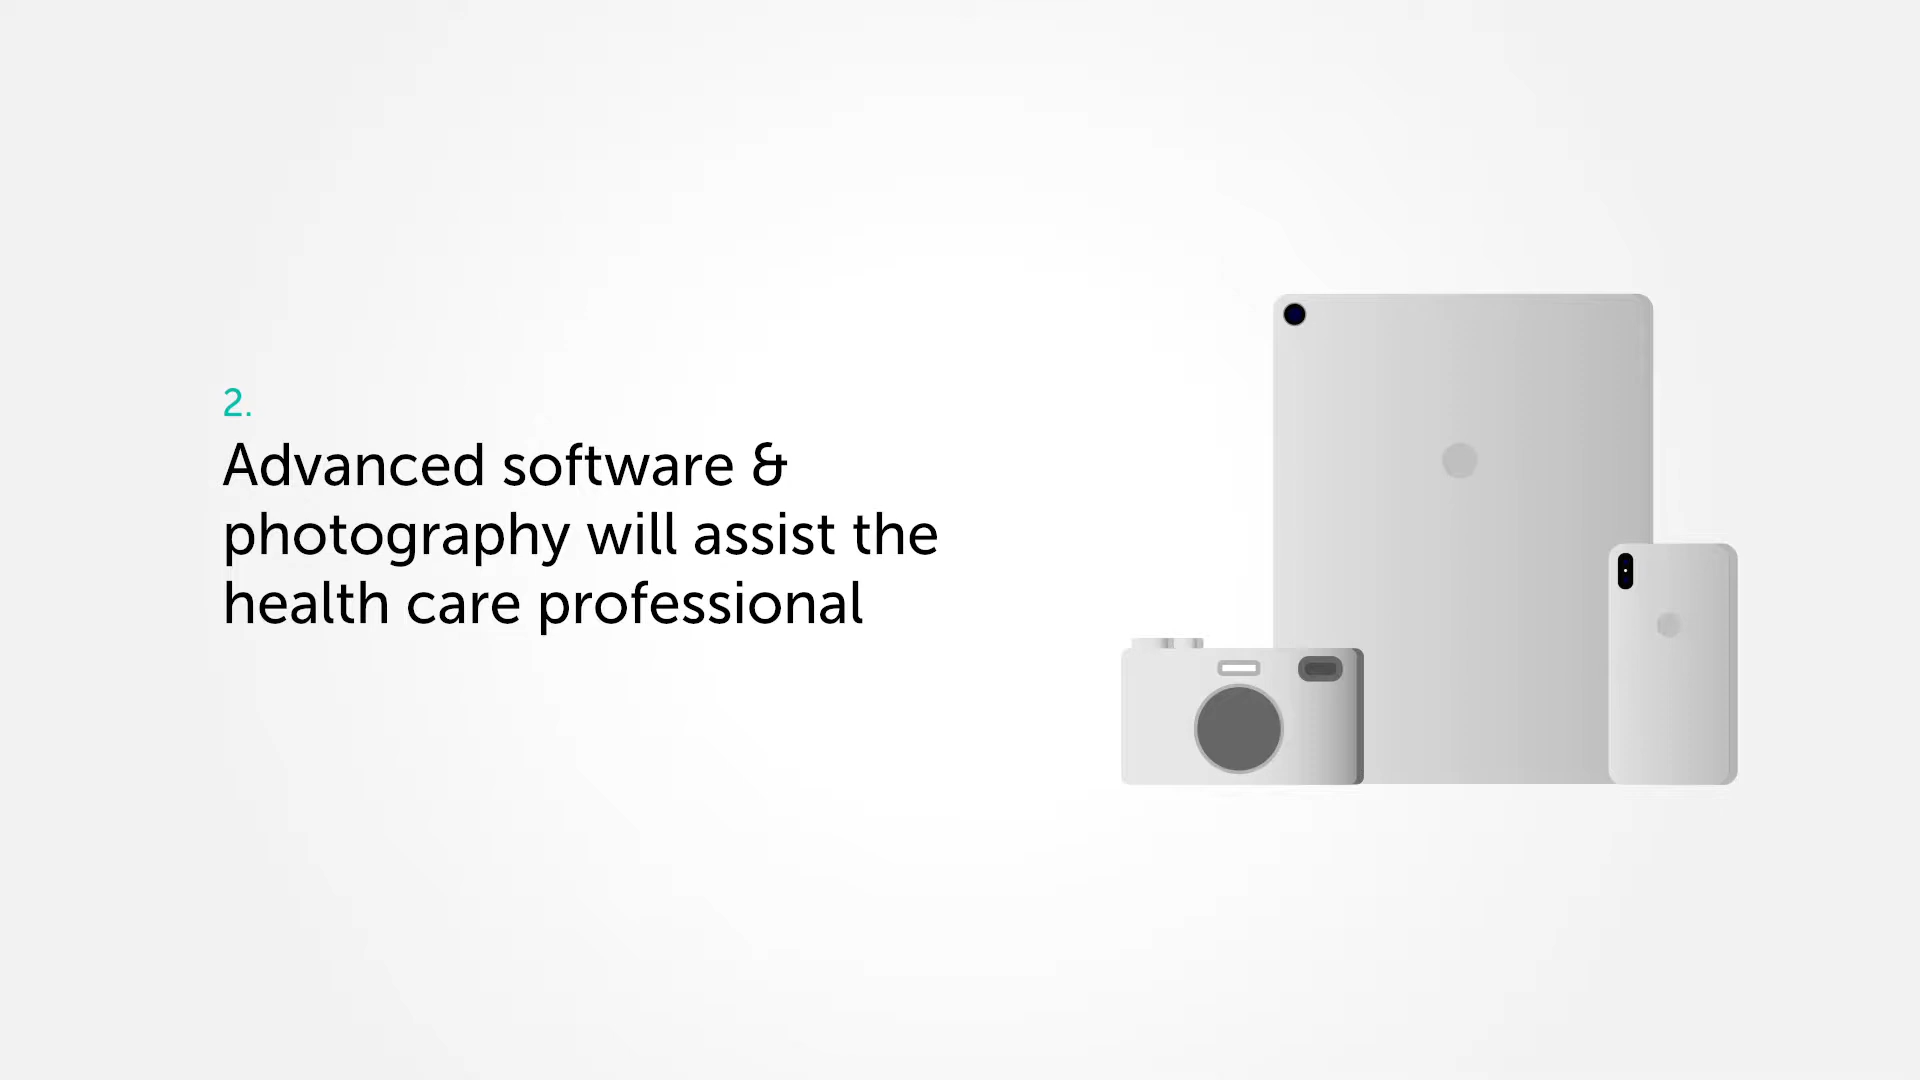 2.
Advanced software &
photography will assist the
health care professional